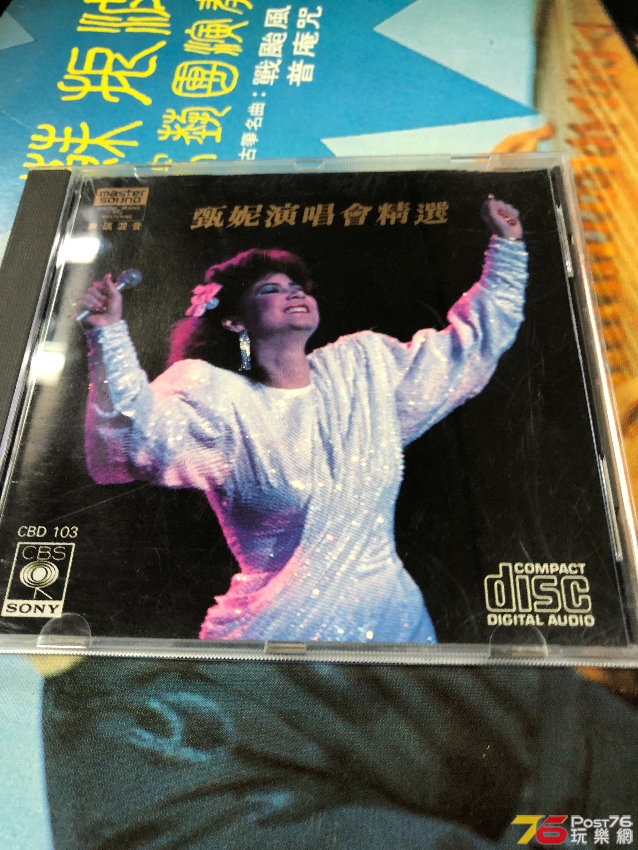 古箏名曲：戰颱風
普庵咒
master
sound
甄妮演唱會精選
CBD 103
CBS
SONY
COMPACT
disc
DIGITAL AUDIO
76 POST76
玩樂網